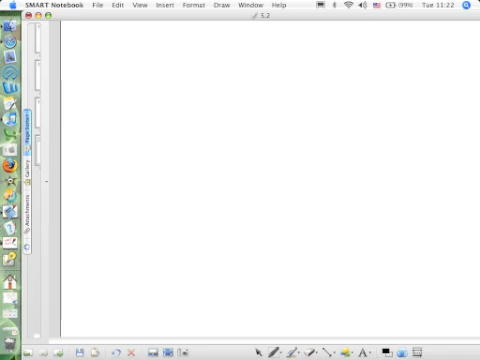 SMART Notebook File Edit View Insert Format Draw Window Help (99%) Tue 11:22
5.2
Page Sorter
Gallery
Attachments
A